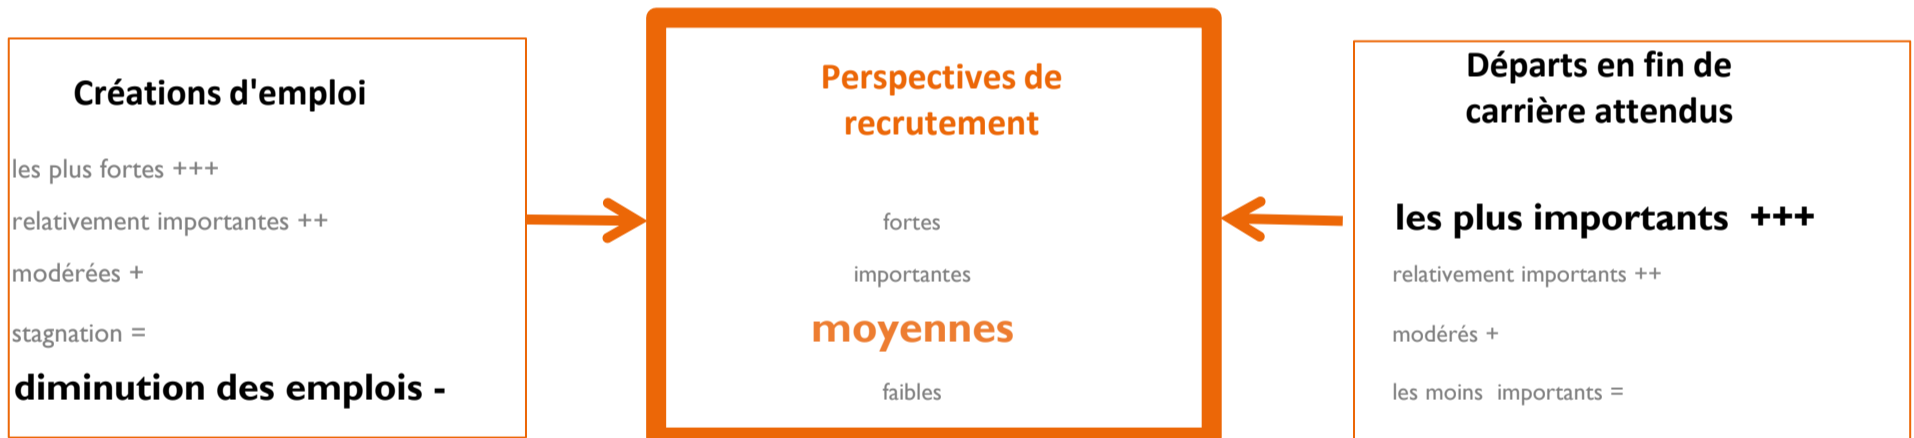 Créations d'emploi
les plus fortes +++
relativement importantes ++
modérées +
stagnation =
diminution des emplois -
Perspectives de
recrutement
fortes
importantes
moyennes
faibles
Départs en fin de
carrière attendus
les plus importants +++
relativement importants ++
modérés +
les moins importants =